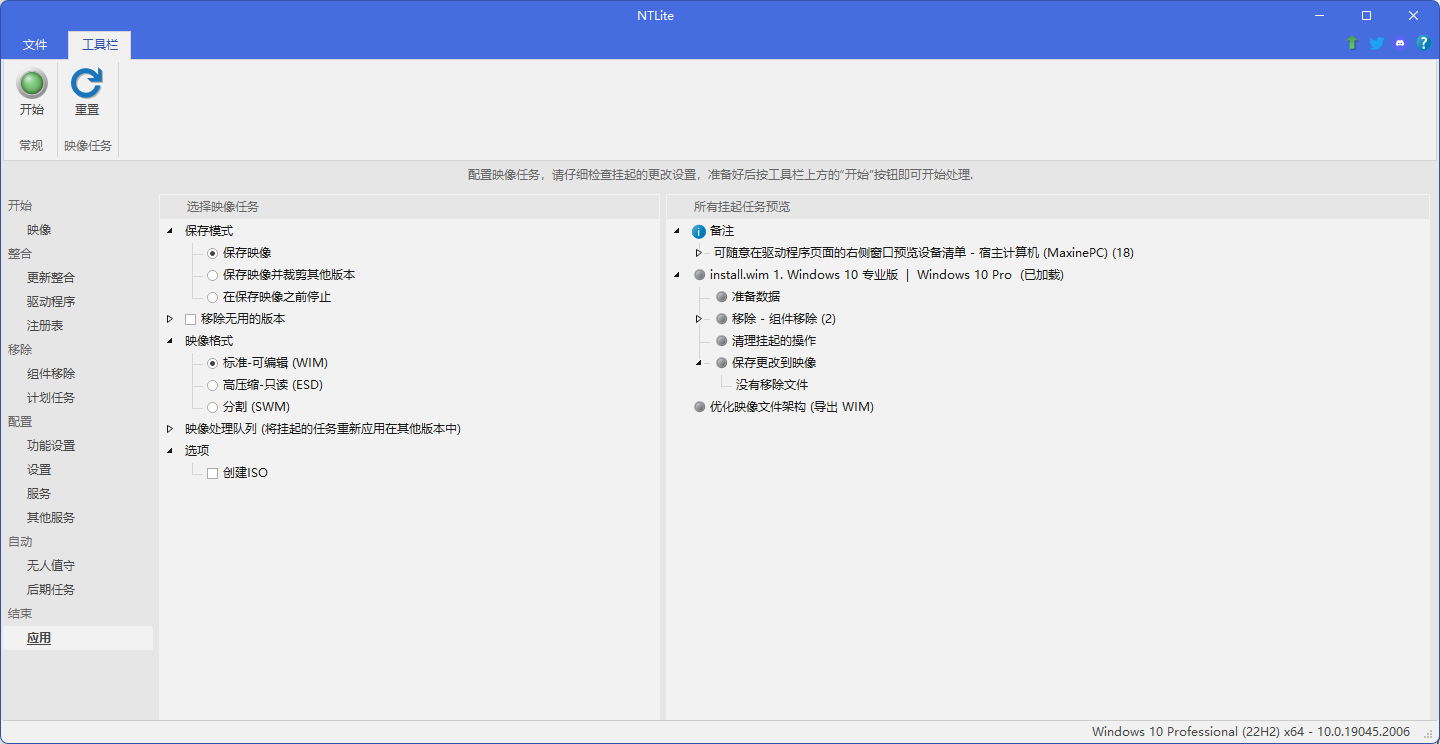 NTLite
文件
工具栏
开始
重置
常规
映像任务
配置映像任务，请仔细检查挂起的更改设置，准备好后按工具栏上方的“开始”按钮即可开始处理.
开始
映像
整合
更新整合
驱动程序
注册表
移除
组件移除
计划任务
配置
功能设置
设置
服务
其他服务
自动
无人值守
后期任务
结束
应用
选择映像任务
保存模式
保存映像
保存映像并裁剪其他版本
在保存映像之前停止
移除无用的版本
映像格式
标准-可编辑 (WIM)
高压缩-只读 (ESD)
分割 (SWM)
映像处理队列 (将挂起的任务重新应用在其他版本中)
选项
创建ISO
所有挂起任务预览
备注
可随意在驱动程序页面的右侧窗口预览设备清单 - 宿主计算机 (MaxinePC) (18)
install.wim 1. Windows 10 专业版 | Windows 10 Pro (已加载)
准备数据
移除 - 组件移除 (2)
清理挂起的操作
保存更改到映像
没有移除文件
优化映像文件架构 (导出 WIM)
Windows 10 Professional (22H2) x64 - 10.0.19045.2006